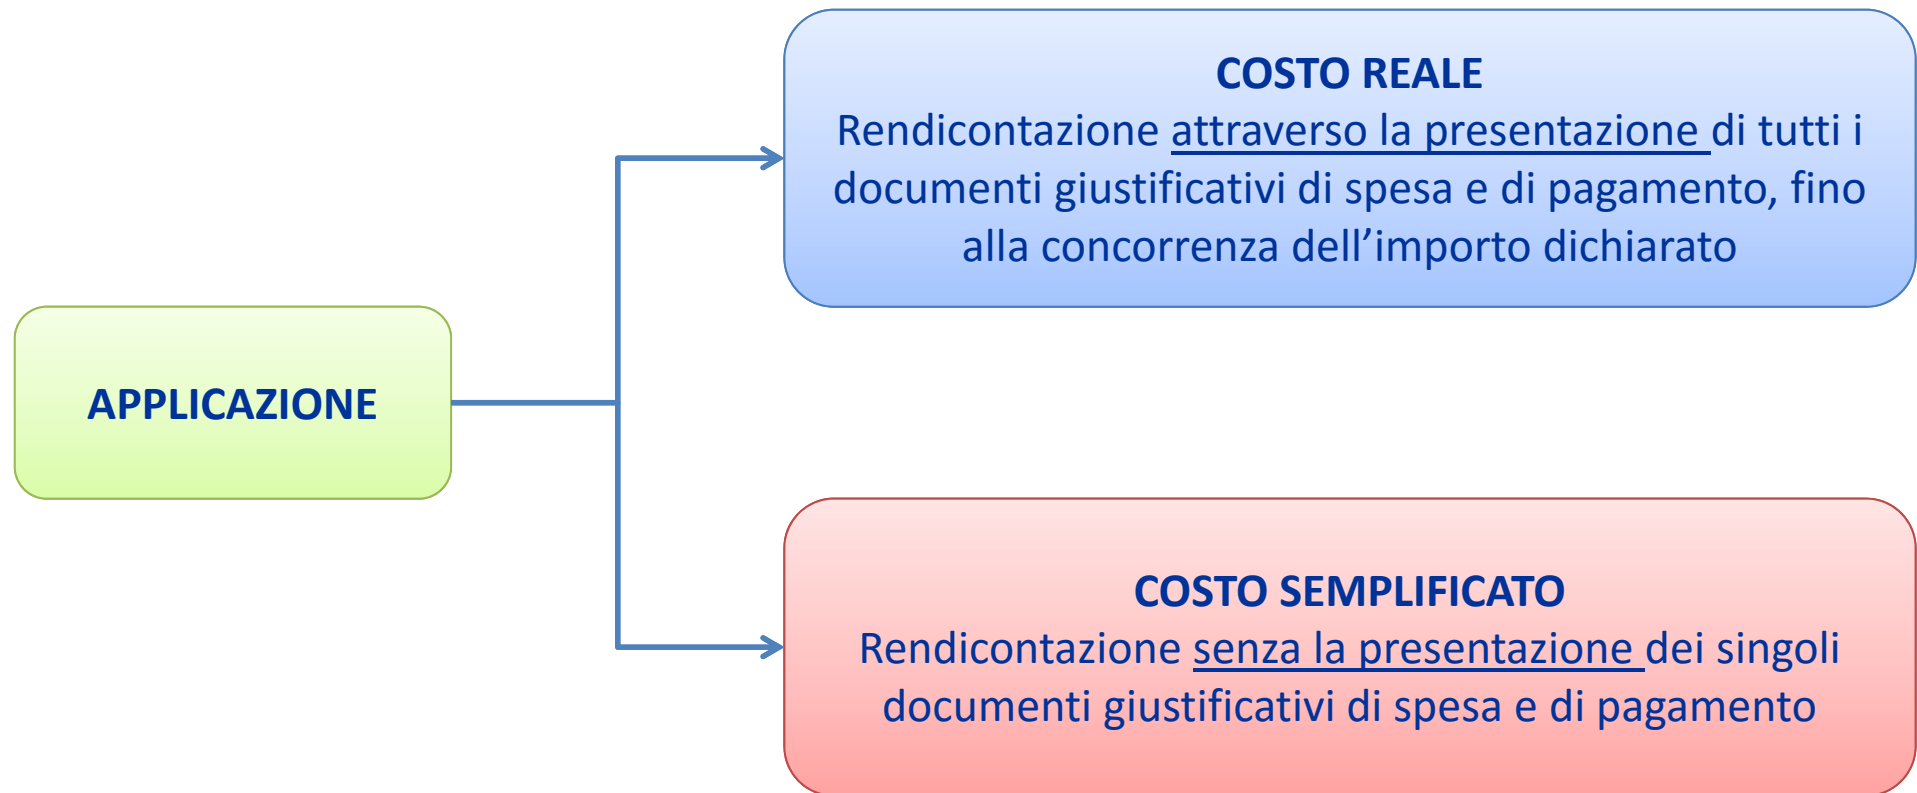 COSTO REALE
Rendicontazione attraverso la presentazione di tutti i
documenti giustificativi di spesa e di pagamento, fino
alla concorrenza dell’importo dichiarato
APPLICAZIONE
COSTO SEMPLIFICATO
Rendicontazione senza la presentazione dei singoli
documenti giustificativi di spesa e di pagamento